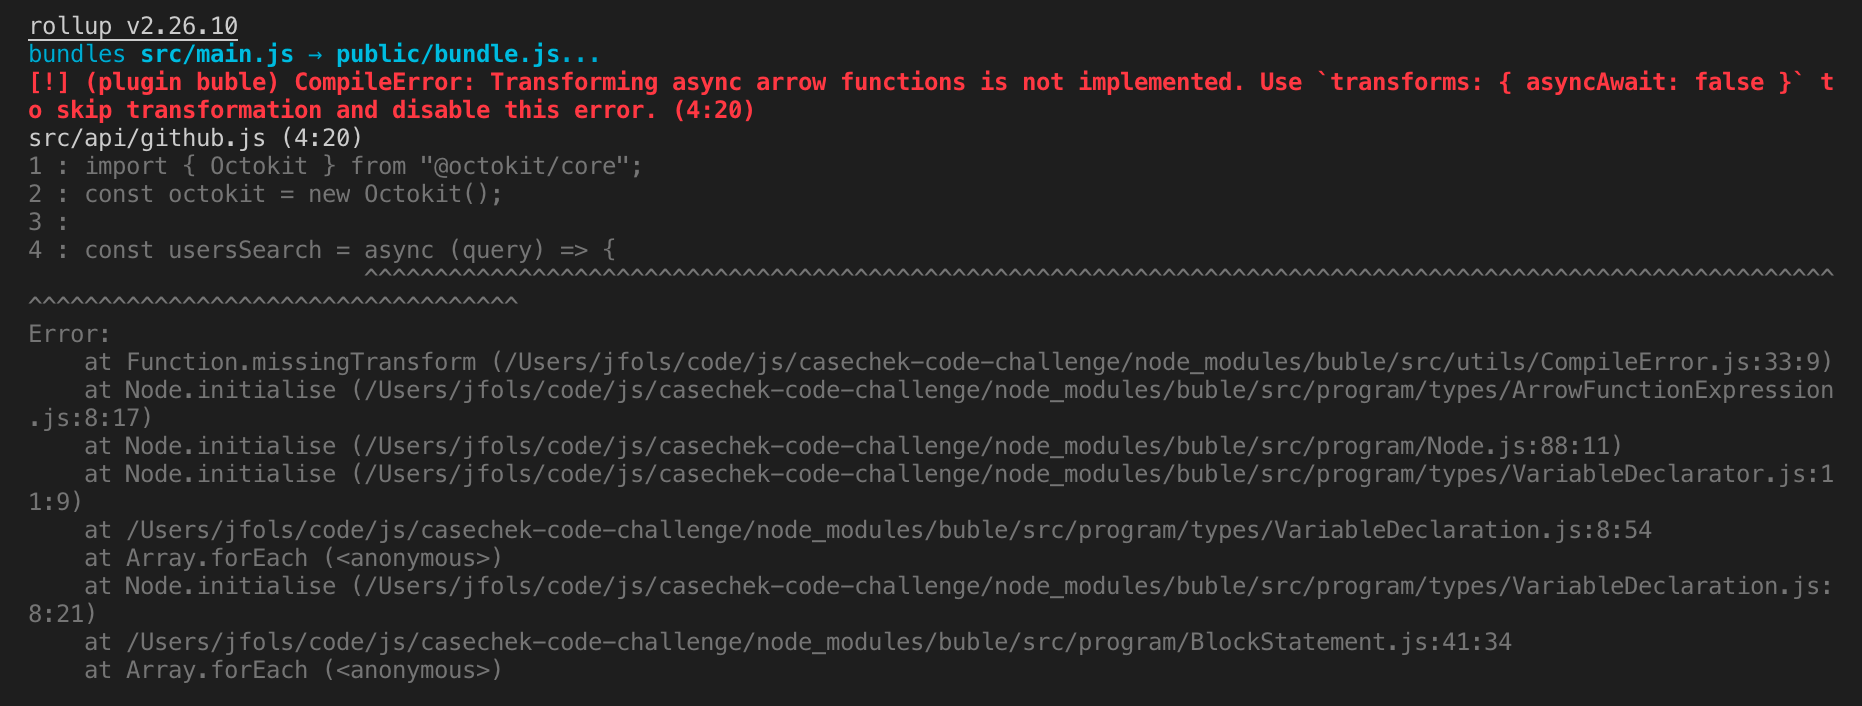 rollup v2.26.10
bundles src/main.js → public/bundle.js...
[!] (plugin buble) CompileError: Transforming async arrow functions is not implemented. Use `transforms: { asyncAwait: false }` t
o skip transformation and disable this error. (4:20)
src/api/github.js (4:20)
1 : import { Octokit } from "@octokit/core";
2 : const octokit = new Octokit();
3 :
4 : const usersSearch = async (query) => {
                        ^^^^^^^^^^^^^^^^^^^^^^^^^^^^^^^^^^^^^^^^^^^^^^^^^^^^^^^^^^^^^^^^^^^^^^^^^^^^^^^^^^^^^^^^^^^^^^^^^^^^^^^^^
^^^^^^^^^^^^^^^^^^^^^^^^^^^^^^^^^^^
Error:
    at Function.missingTransform (/Users/jfols/code/js/casechek-code-challenge/node_modules/buble/src/utils/CompileError.js:33:9)
    at Node.initialise (/Users/jfols/code/js/casechek-code-challenge/node_modules/buble/src/program/types/ArrowFunctionExpression
.js:8:17)
    at Node.initialise (/Users/jfols/code/js/casechek-code-challenge/node_modules/buble/src/program/Node.js:88:11)
    at Node.initialise (/Users/jfols/code/js/casechek-code-challenge/node_modules/buble/src/program/types/VariableDeclarator.js:1
1:9)
    at /Users/jfols/code/js/casechek-code-challenge/node_modules/buble/src/program/types/VariableDeclaration.js:8:54
    at Array.forEach (<anonymous>)
    at Node.initialise (/Users/jfols/code/js/casechek-code-challenge/node_modules/buble/src/program/types/VariableDeclaration.js:
8:21)
    at /Users/jfols/code/js/casechek-code-challenge/node_modules/buble/src/program/BlockStatement.js:41:34
    at Array.forEach (<anonymous>)